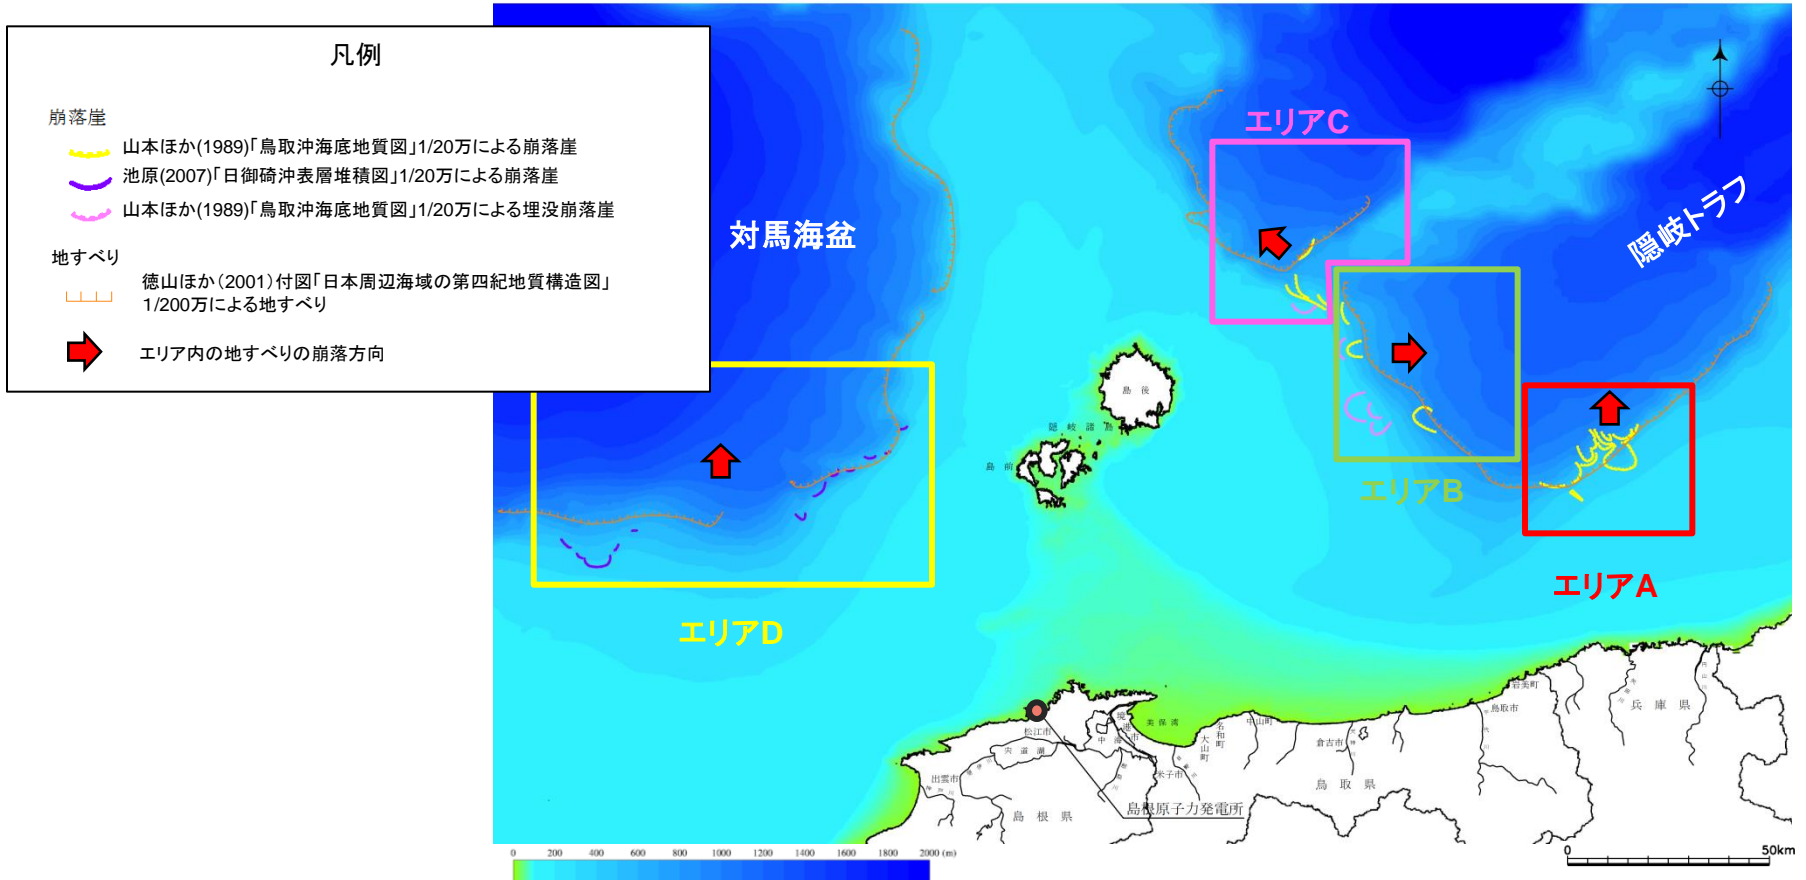 凡例
崩落崖
山本ほか(1989)「鳥取沖海底地質図」1/20万による崩落崖
池原(2007)「日御碕沖表層堆積図」1/20万による崩落崖
山本ほか(1989)「鳥取沖海底地質図」1/20万による埋没崩落崖
地すべり
徳山ほか(2001)付図「日本周辺海域の第四紀地質構造図」
1/200万による地すべり
エリア内の地すべりの崩落方向
対馬海盆
エリアC
隠岐トラフ
エリアB
エリアA
エリアD
島後
隠岐諸島
島前
松江市
宍道湖
出雲市
島根県
境港市
中海
美保湾
米子市
大山町
名和町
中山町
倉吉市
鳥取県
鳥取市
岩美町
兵庫県
島根原子力発電所
0 200 400 600 800 1000 1200 1400 1600 1800 2000 (m)
0 50km